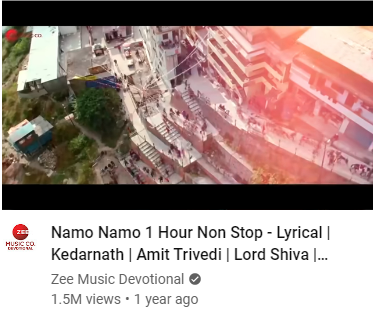 ZEE MUSIC CO.
ZEE
MUSIC CO.
DEVOTIONAL
Namo Namo 1 Hour Non Stop - Lyrical |
Kedarnath | Amit Trivedi | Lord Shiva |...
Zee Music Devotional
1.5M views • 1 year ago